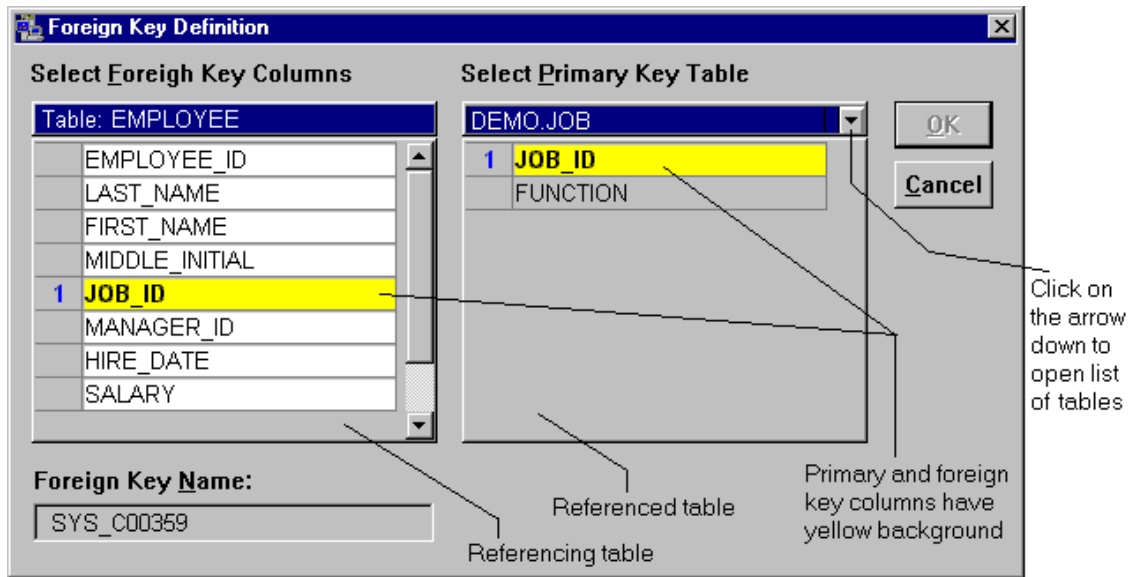 Foreign Key Definition
Select Foreigh Key Columns
Table: EMPLOYEE
EMPLOYEE_ID
LAST_NAME
FIRST_NAME
MIDDLE_INITIAL
1 JOB_ID
MANAGER_ID
HIRE_DATE
SALARY
Foreign Key Name:
SYS_C00359
Select Primary Key Table
DEMO.JOB
1 JOB_ID
FUNCTION
OK
Cancel
Click on
the arrow
down to
open list
of tables
Referencing table
Referenced table
Primary and foreign
key columns have
yellow background